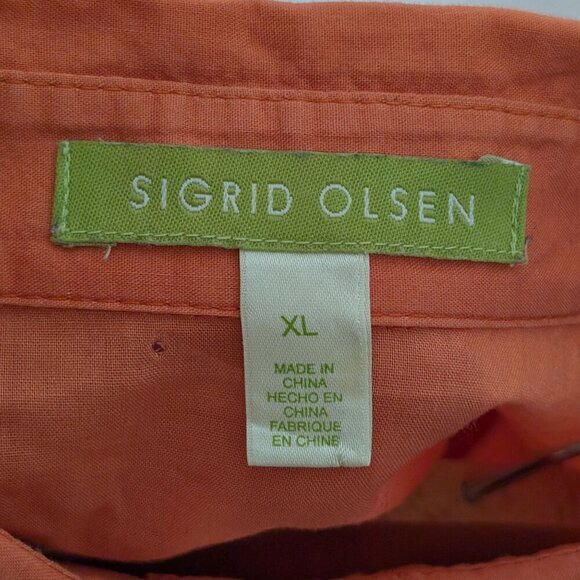 SIGRID OLSEN
XL
MADE IN
CHINA
HECHO EN
CHINA
FABRIQUE
EN CHINE